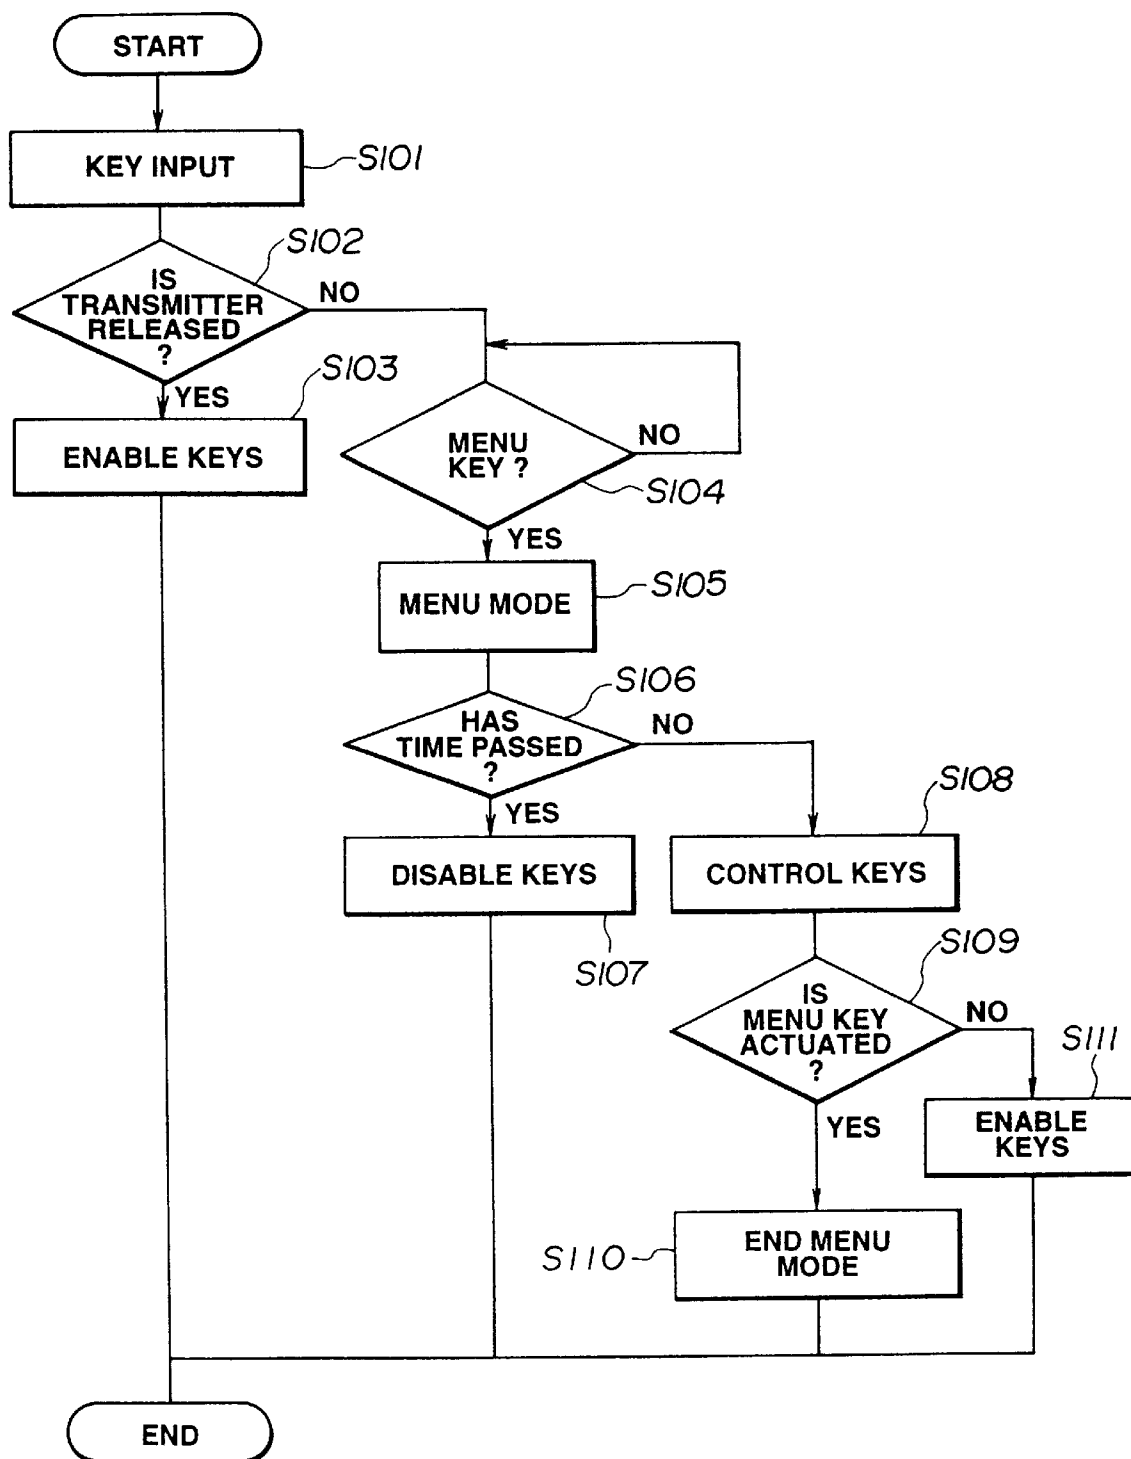 START
KEY INPUT
S101
S102
IS
TRANSMITTER
RELEASED
?
NO
YES
S103
ENABLE KEYS
MENU
KEY ?
NO
S104
YES
MENU MODE
S105
S106
HAS
TIME PASSED
?
NO
YES
DISABLE KEYS
S107
S108
CONTROL KEYS
S109
IS
MENU KEY
ACTUATED
?
NO
YES
S111
ENABLE
KEYS
S110
END MENU
MODE
END